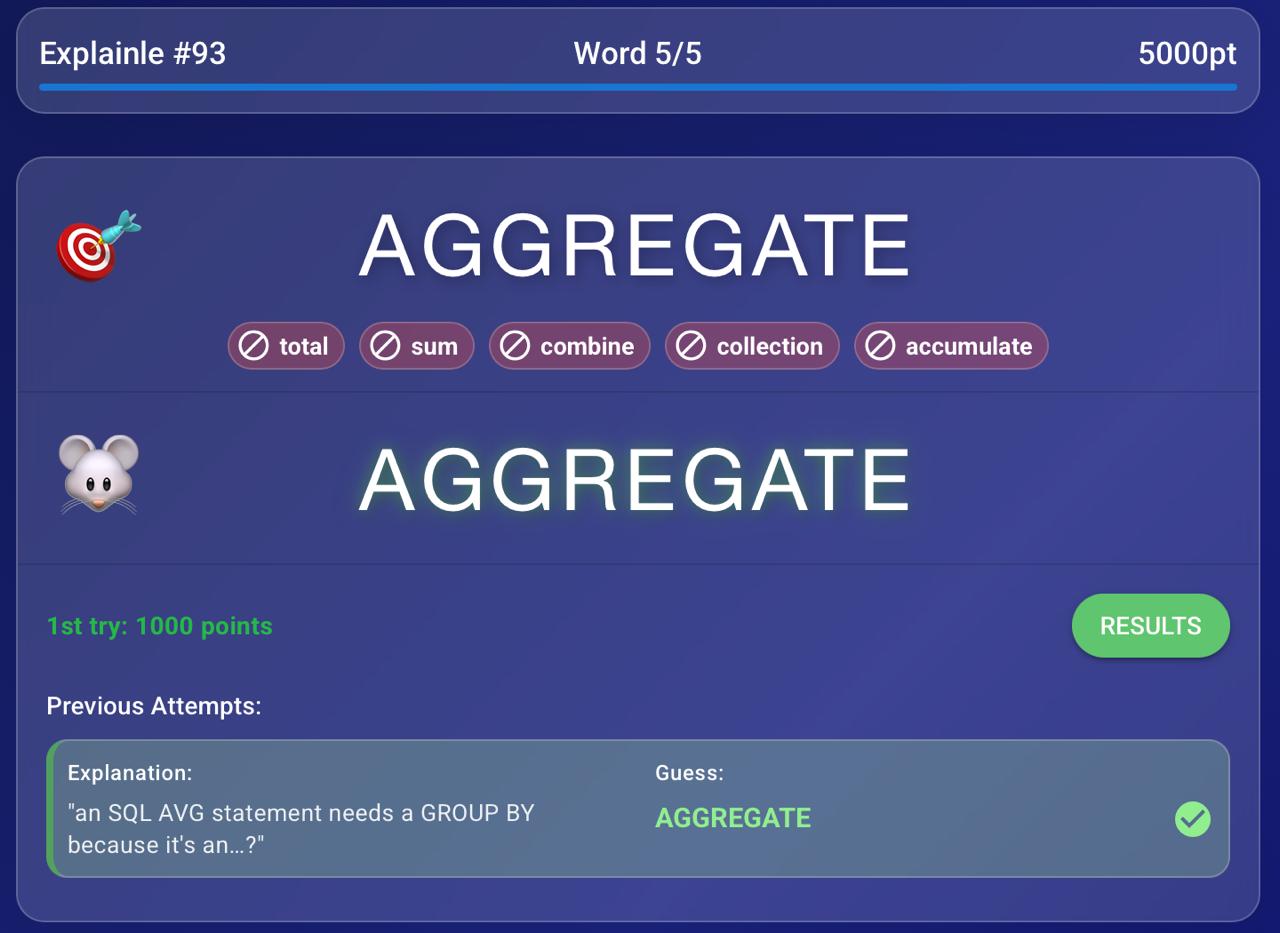 Explainle #93
Word 5/5
5000pt
AGGREGATE
total
sum
combine
collection
accumulate
AGGREGATE
1st try: 1000 points
RESULTS
Previous Attempts:
Explanation:
"an SQL AVG statement needs a GROUP BY
because it's an...?"
Guess:
AGGREGATE